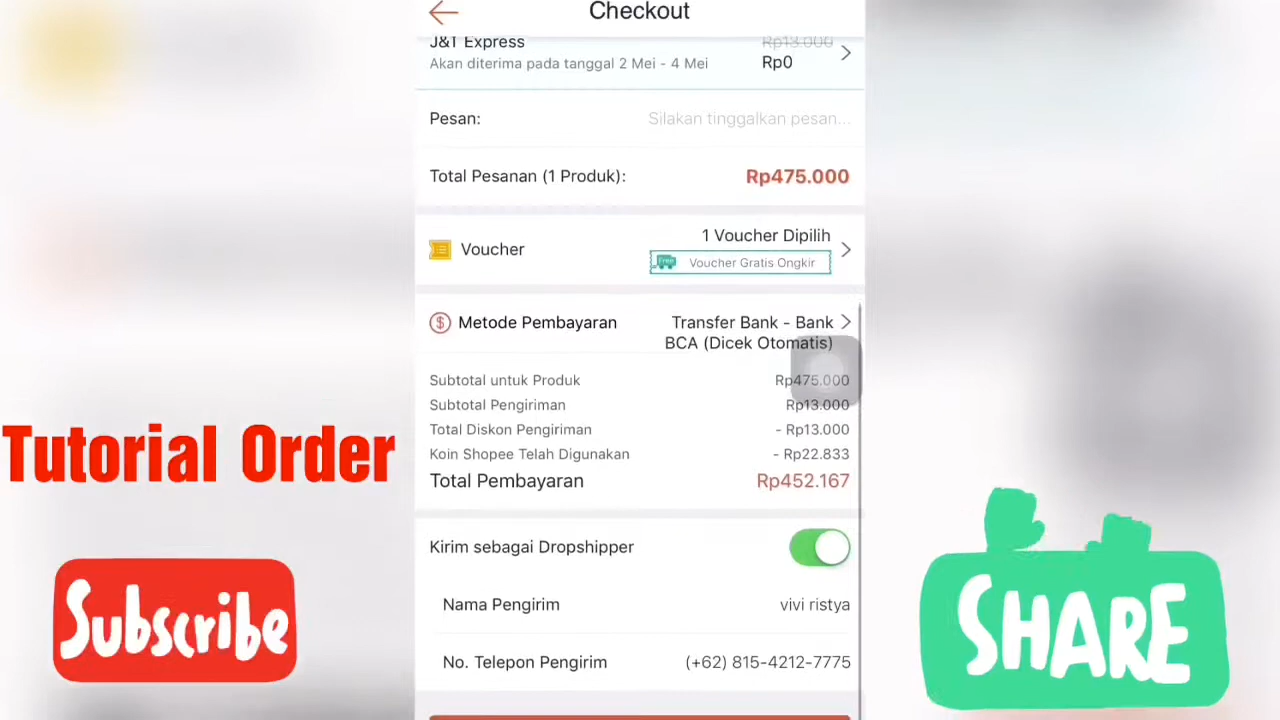 Checkout
J&T Express
Rp13.000
Akan diterima pada tanggal 2 Mei - 4 Mei
Rp0
Pesan:
Silakan tinggalkan pesan...
Total Pesanan (1 Produk):
Rp475.000
Voucher
1 Voucher Dipilih
Free
Voucher Gratis Ongkir
Metode Pembayaran
Transfer Bank - Bank
BCA (Dicek Otomatis)
Subtotal untuk Produk
Rp475.000
Subtotal Pengiriman
Rp13.000
Total Diskon Pengiriman
- Rp13.000
Koin Shopee Telah Digunakan
- Rp22.833
Total Pembayaran
Rp452.167
Kirim sebagai Dropshipper
Nama Pengirim
vivi ristya
No. Telepon Pengirim
(+62) 815-4212-7775
Tutorial Order
Subscribe
SHARE